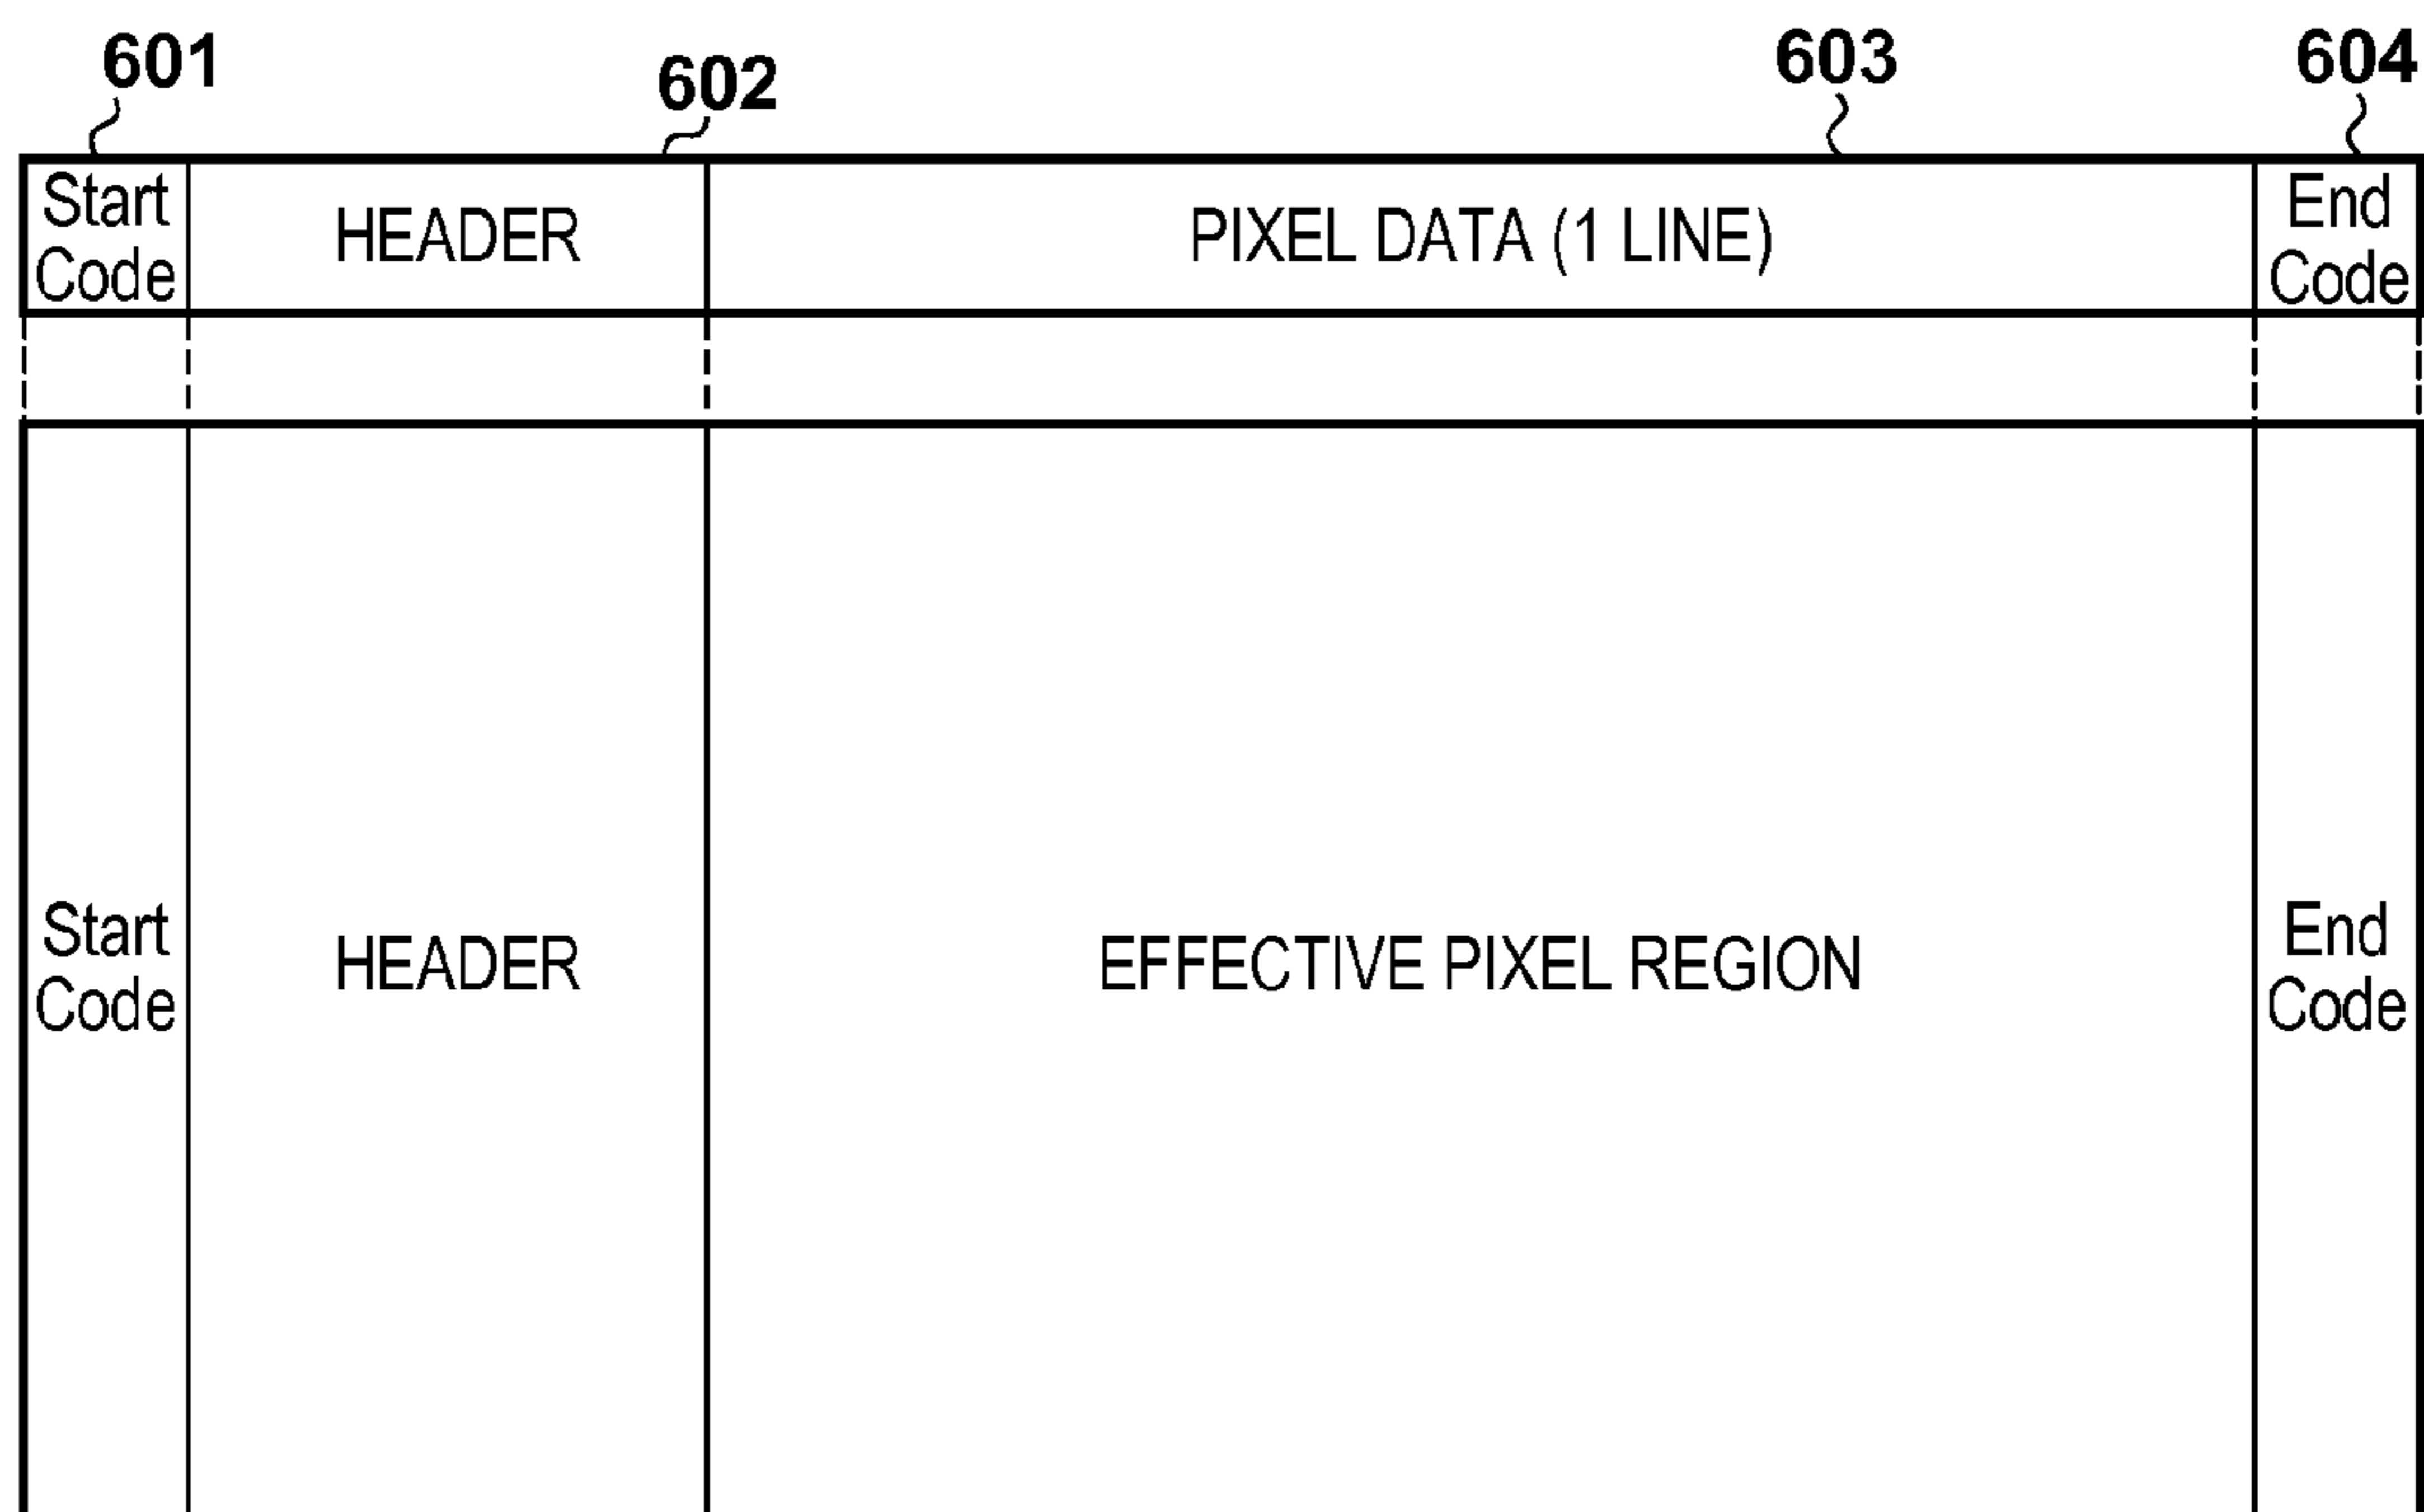 601
602
603
604
Start
Code
HEADER
PIXEL DATA (1 LINE)
End
Code
Start
Code
HEADER
EFFECTIVE PIXEL REGION
End
Code